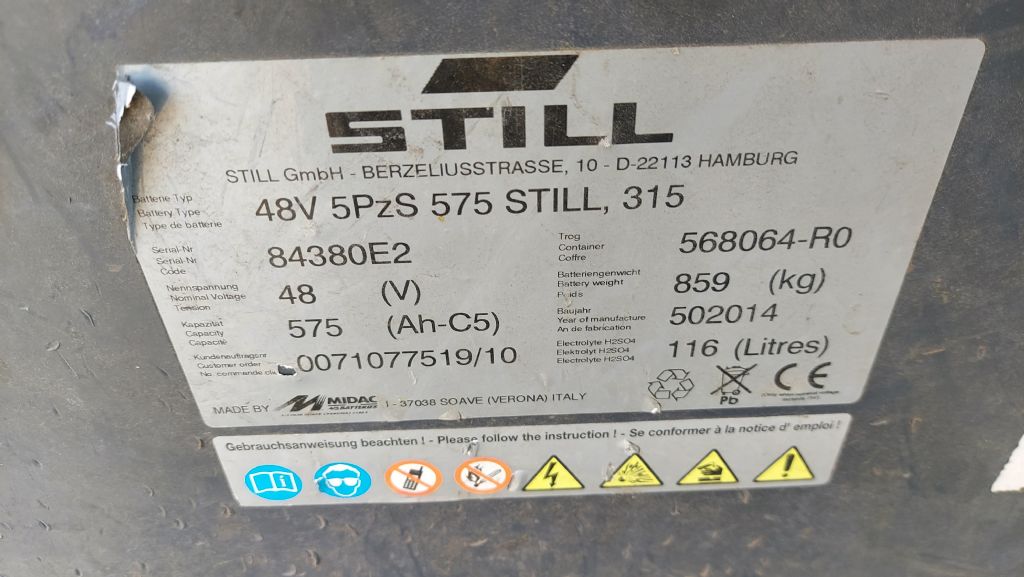 STILL
STILL GmbH - BERZELIUSSTRASSE, 10 - D-22113 HAMBURG
Batterie Typ
Battery Type
Type de batterie
48V 5PzS 575 STILL, 315
Serial-Nr
Serial-Nr
Code
84380E2
Trog
Container
Coffre
568064-R0
Nennspannung
Nominal Voltage
Tension
48 (V)
Batteriengenwicht
Battery weight
Poids
859 (kg)
Kapazität
Capacity
Capacité
575 (Ah-C5)
Baujahr
Year of manufacture
An de fabrication
502014
Kundenauftragsnr
Customer order
No. commande
0071077519/10
Electrolyte H2SO4
Elektrolyt H2SO4
Electrolyte H2SO4
116 (Litres)
Pb
CE
MADE BY MIDAC BATTERIES I - 37038 SOAVE (VERONA) ITALY
Gebrauchsanweisung beachten ! - Please follow the instruction ! - Se conformer à la notice d' emploi !